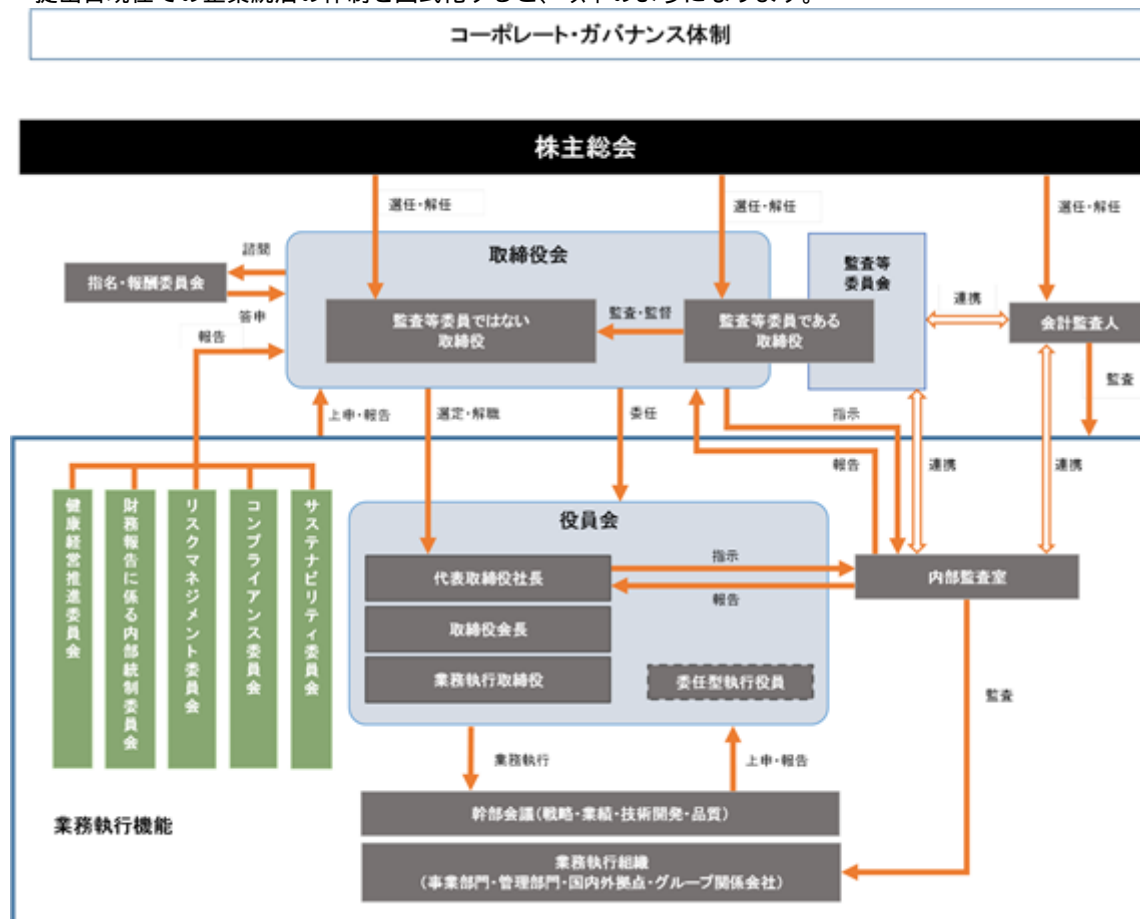 コーポレート・ガバナンス体制
株主総会
選任・解任
選任・解任
選任・解任
取締役会
監査等
委員会
諮問
指名・報酬委員会
答申
連携
会計監査人
監査等委員ではない
取締役
監査・監督
監査等委員である
取締役
報告
監査
上申・報告
選定・解職
委任
指示
報告
連携
連携
健康経営推進委員会
財務報告に係る内部統制委員会
リスクマネジメント委員会
コンプライアンス委員会
サステナビリティ委員会
役員会
代表取締役社長
指示
報告
内部監査室
取締役会長
業務執行取締役
委任型執行役員
監査
業務執行
上申・報告
幹部会議(戦略・業績・技術開発・品質)
業務執行機能
業務執行組織
(事業部門・管理部門・国内外拠点・グループ関係会社)